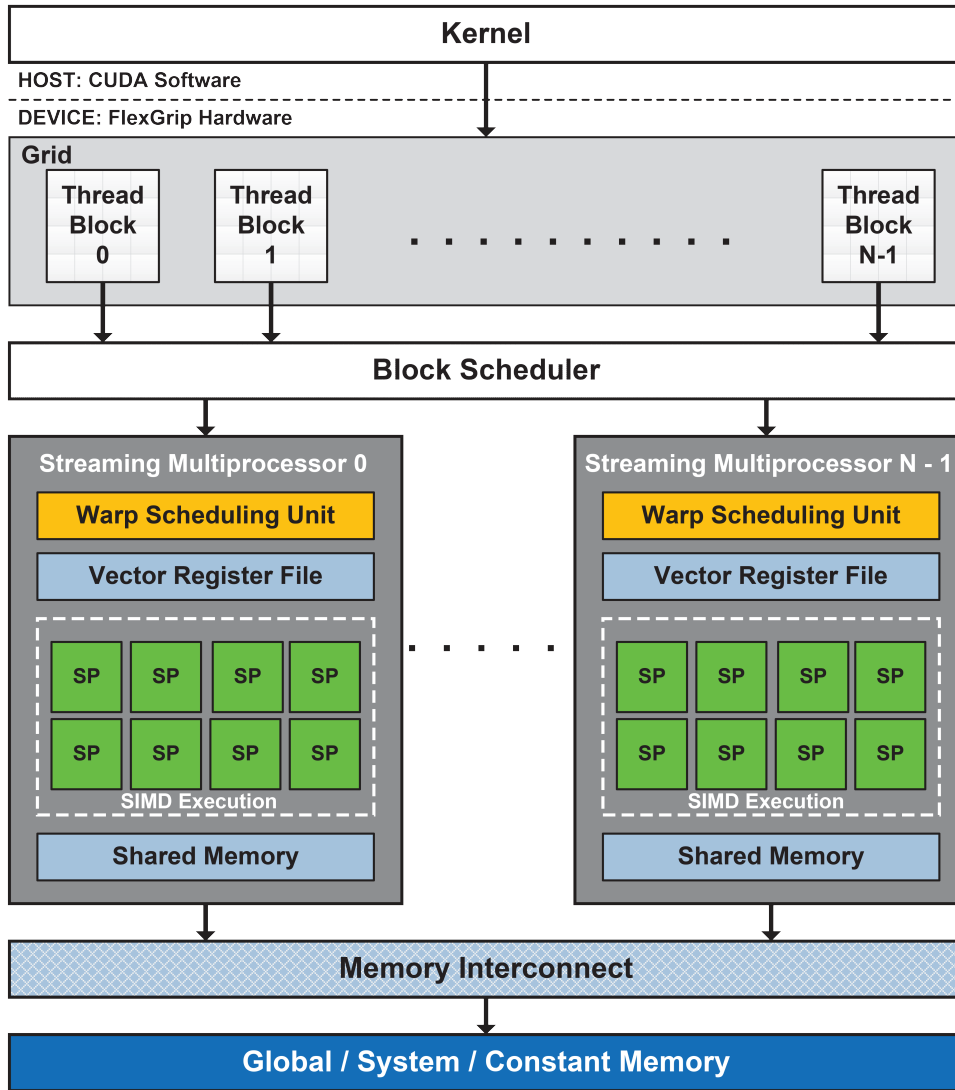 Kernel
HOST: CUDA Software
DEVICE: FlexGrip Hardware
Grid
Thread
Block
0
Thread
Block
1
Thread
Block
N-1
Block Scheduler
Streaming Multiprocessor 0
Warp Scheduling Unit
Vector Register File
SP SP SP SP
SP SP SP SP
SIMD Execution
Shared Memory
Streaming Multiprocessor N - 1
Warp Scheduling Unit
Vector Register File
SP SP SP SP
SP SP SP SP
SIMD Execution
Shared Memory
Memory Interconnect
Global / System / Constant Memory